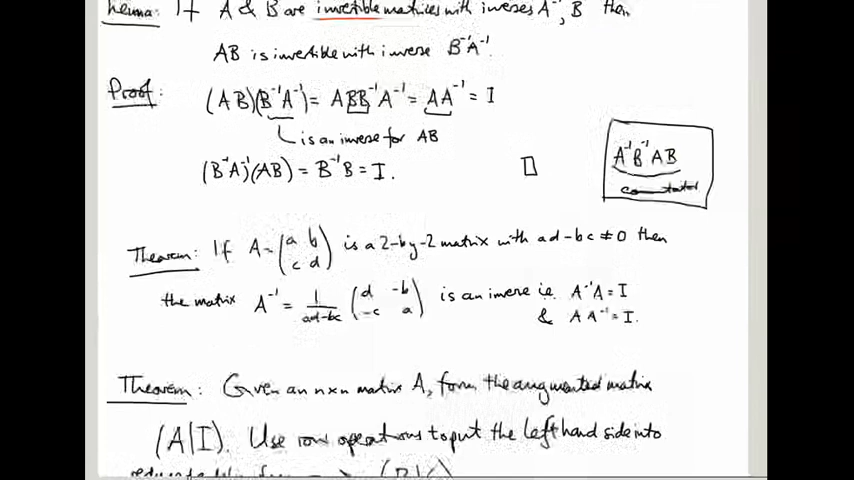 Lemma: If A & B are invertible matrices with inverses A⁻¹, B then
AB is invertible with inverse B⁻¹A⁻¹.
Proof: (AB)(B⁻¹A⁻¹) = ABB⁻¹A⁻¹ = AA⁻¹ = I
is an inverse for AB
(B⁻¹A⁻¹)(AB) = B⁻¹B = I. □
A⁻¹B⁻¹AB
commutator
Theorem: If A = (a b; c d) is a 2-by-2 matrix with ad-bc ≠ 0 then
the matrix A⁻¹ = 1/(ad-bc) (d -b; -c a) is an inverse ie. A⁻¹A = I
& AA⁻¹ = I.
Theorem: Given an n×n matrix A, form the augmented matrix
(A|I). Use row operations to put the left hand side into